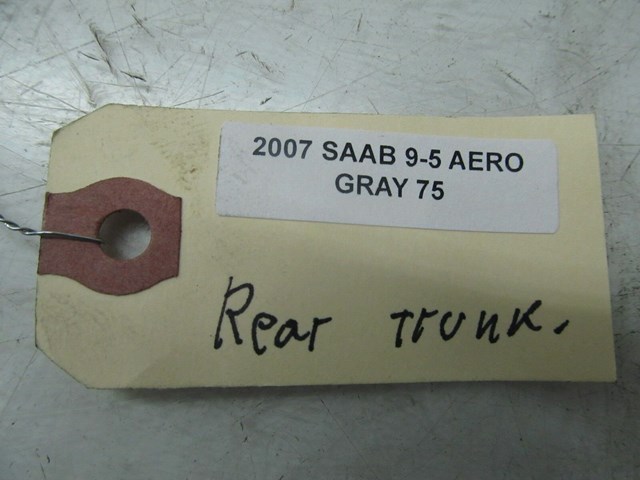 2007 SAAB 9-5 AERO
GRAY 75
Rear trunk.